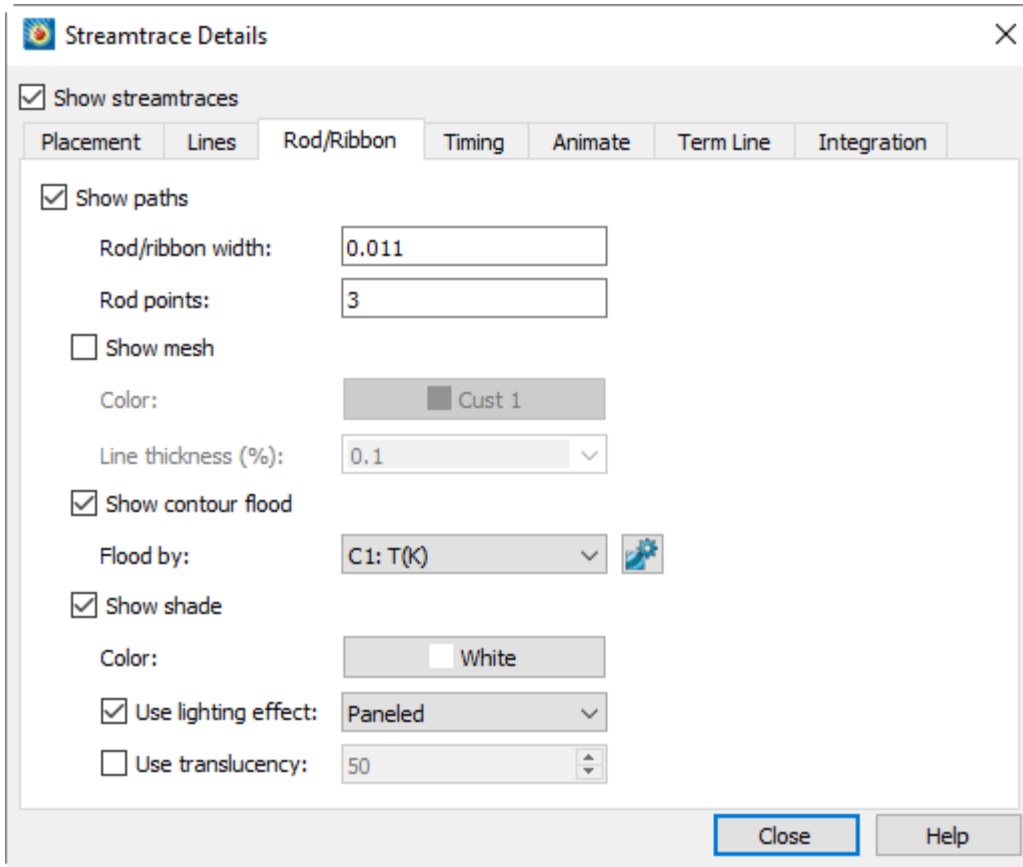 Streamtrace Details
Show streamtraces
Placement Lines Rod/Ribbon Timing Animate Term Line Integration
Show paths
Rod/ribbon width: 0.011
Rod points: 3
Show mesh
Color: Cust 1
Line thickness (%): 0.1
Show contour flood
Flood by: C1: T(K)
Show shade
Color: White
Use lighting effect: Paneled
Use translucency: 50
Close Help